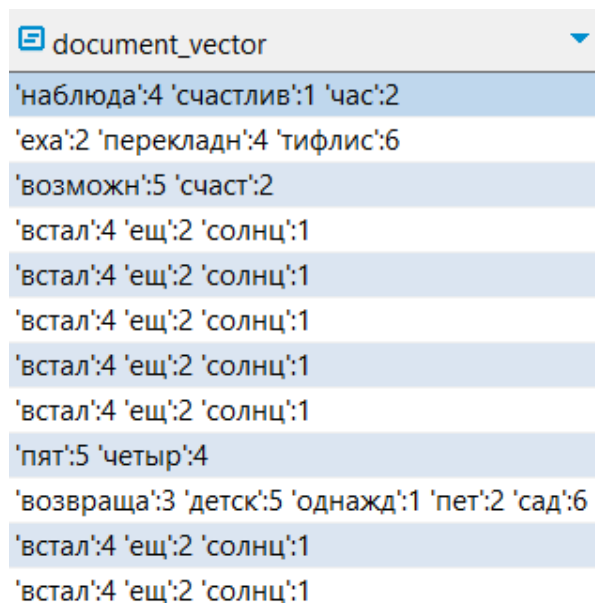 document_vector
'наблюда':4 'счастлив':1 'час':2
'еха':2 'перекладн':4 'тифлис':6
'возможн':5 'счаст':2
'встал':4 'ещ':2 'солнц':1
'встал':4 'ещ':2 'солнц':1
'встал':4 'ещ':2 'солнц':1
'встал':4 'ещ':2 'солнц':1
'встал':4 'ещ':2 'солнц':1
'пят':5 'четыр':4
'возвраща':3 'детск':5 'однажд':1 'пет':2 'сад':6
'встал':4 'ещ':2 'солнц':1
'встал':4 'ещ':2 'солнц':1